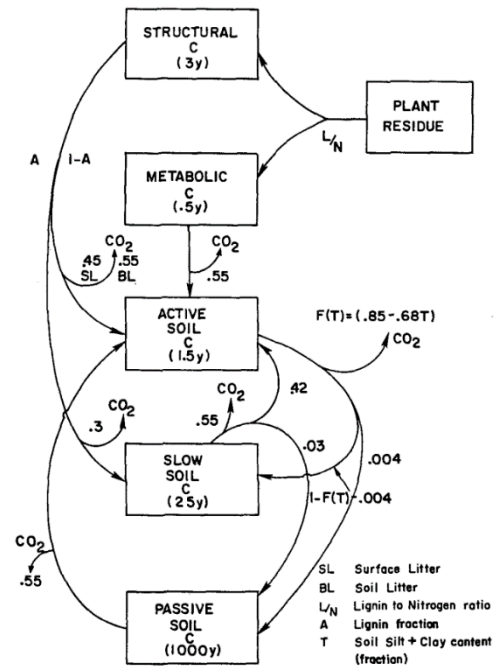 STRUCTURAL
C
(3y)
PLANT
RESIDUE
L/N
A
1-A
METABOLIC
C
(.5y)
CO2
.45
SL
.55
BL
CO2
.55
ACTIVE
SOIL
C
(1.5y)
F(T)=(.85-.68T)
CO2
.3
CO2
.55
CO2
.42
SLOW
SOIL
C
(25y)
.03
.004
1-F(T)-.004
CO2
.55
PASSIVE
SOIL
C
(1000y)
SL Surface Litter
BL Soil Litter
L/N Lignin to Nitrogen ratio
A Lignin fraction
T Soil Silt + Clay content
(fraction)